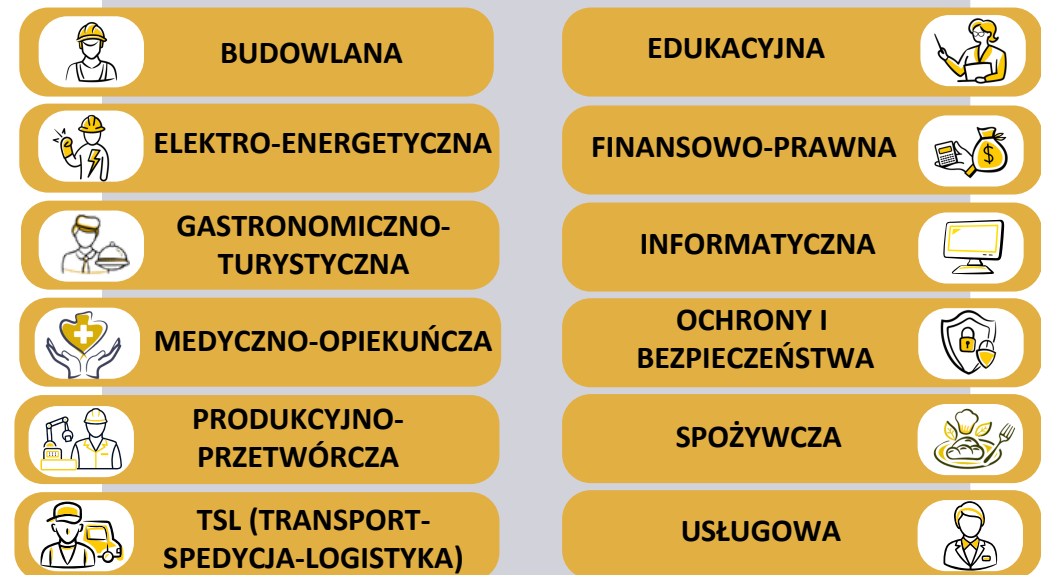 BUDOWLANA
ELEKTRO-ENERGETYCZNA
GASTRONOMICZNO-
TURYSTYCZNA
MEDYCZNO-OPIEKUŃCZA
PRODUKCYJNO-
PRZETWÓRCZA
TSL (TRANSPORT-
SPEDYCJA-LOGISTYKA)
EDUKACYJNA
FINANSOWO-PRAWNA
INFORMATYCZNA
OCHRONY I
BEZPIECZEŃSTWA
SPOŻYWCZA
USŁUGOWA